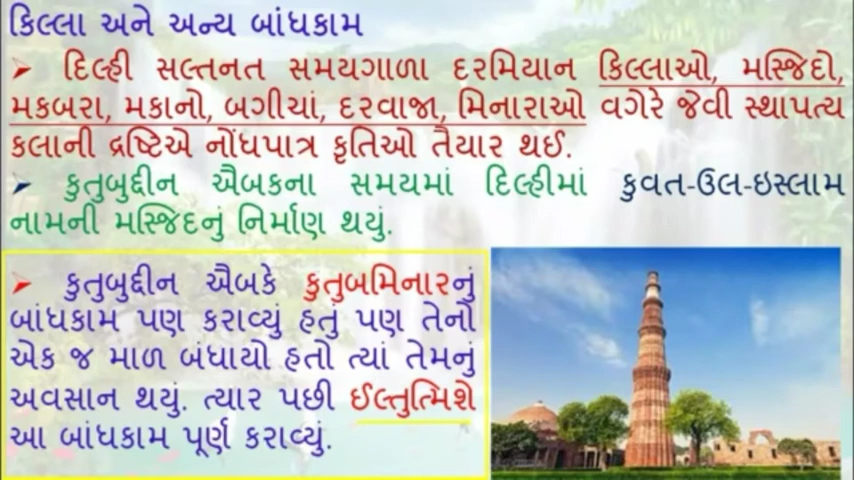 કિલ્લા અને અન્ય બાંધકામ
➤ દિલ્હી સલ્તનત સમયગાળા દરમિયાન કિલ્લાઓ, મસ્જિદો,
મકબરા, મકાનો, બગીચાં, દરવાજા, મિનારાઓ વગેરે જેવી સ્થાપત્ય
કલાની દ્રષ્ટિએ નોંધપાત્ર કૃતિઓ તૈયાર થઈ.
➤ કુતુબુદ્દીન ઐબકના સમયમાં દિલ્હીમાં કુવત-ઉલ-ઇસ્લામ
નામની મસ્જિદનું નિર્માણ થયું.
➤ કુતુબુદ્દીન ઐબકે કુતુબમિનારનું
બાંધકામ પણ કરાવ્યું હતું પણ તેનો
એક જ માળ બંધાયો હતો ત્યાં તેમનું
અવસાન થયું. ત્યાર પછી ઈલ્તુત્મિશે
આ બાંધકામ પૂર્ણ કરાવ્યું.